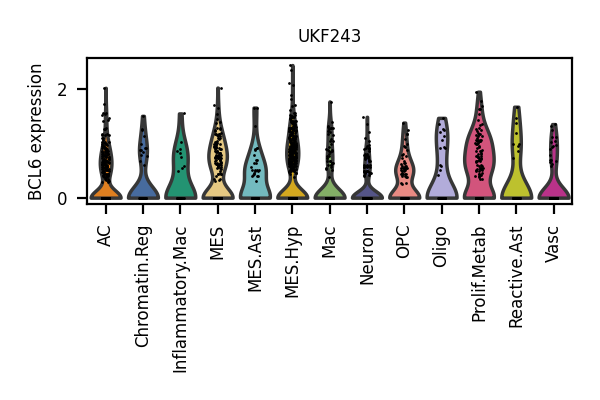 UKF243
BCL6 expression
2
0
AC
Chromatin.Reg
Inflammatory.Mac
MES
MES.Ast
MES.Hyp
Mac
Neuron
OPC
Oligo
Prolif.Metab
Reactive.Ast
Vasc